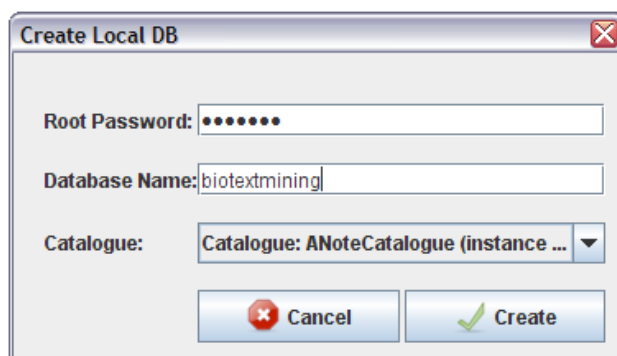 Create Local DB
Root Password: •••••••
Database Name: biotextmining
Catalogue: Catalogue: ANoteCatalogue (instance ...
Cancel Create